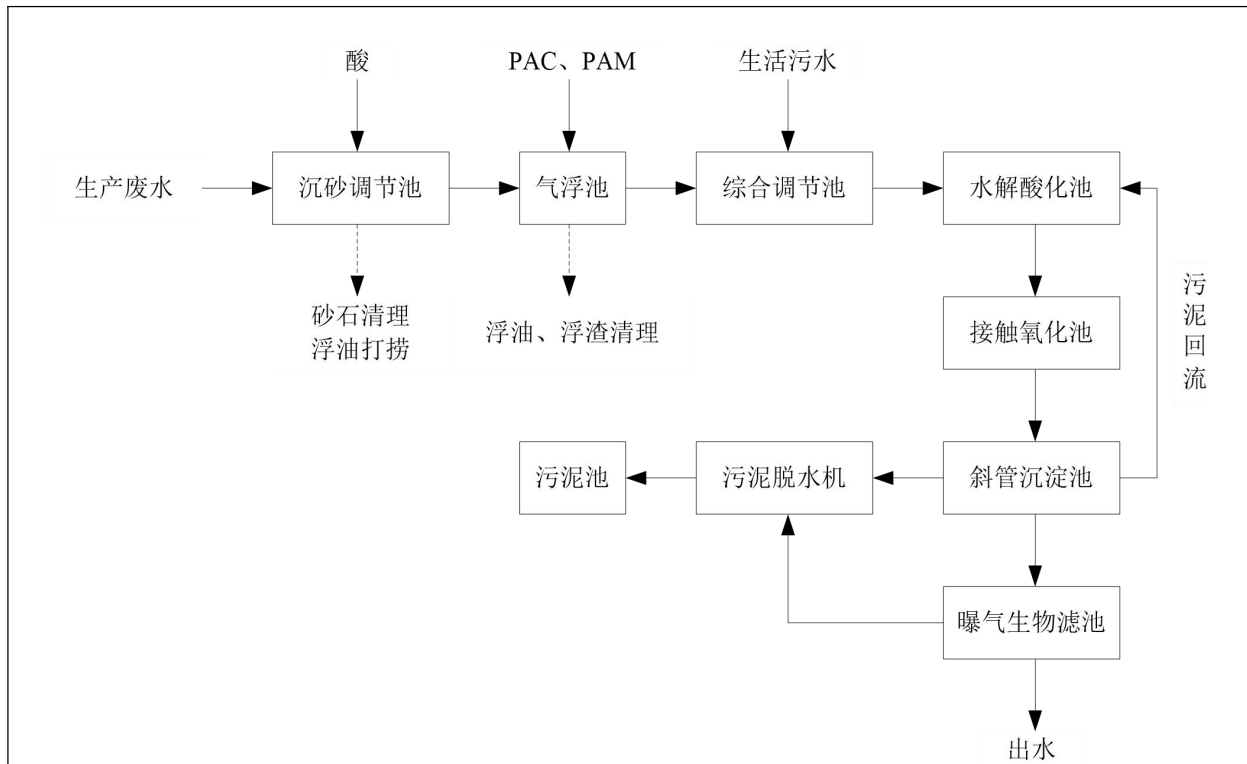 酸
PAC、PAM
生活污水
生产废水
沉砂调节池
气浮池
综合调节池
水解酸化池
砂石清理
浮油打捞
浮油、浮渣清理
接触氧化池
污泥回流
污泥池
污泥脱水机
斜管沉淀池
曝气生物滤池
出水